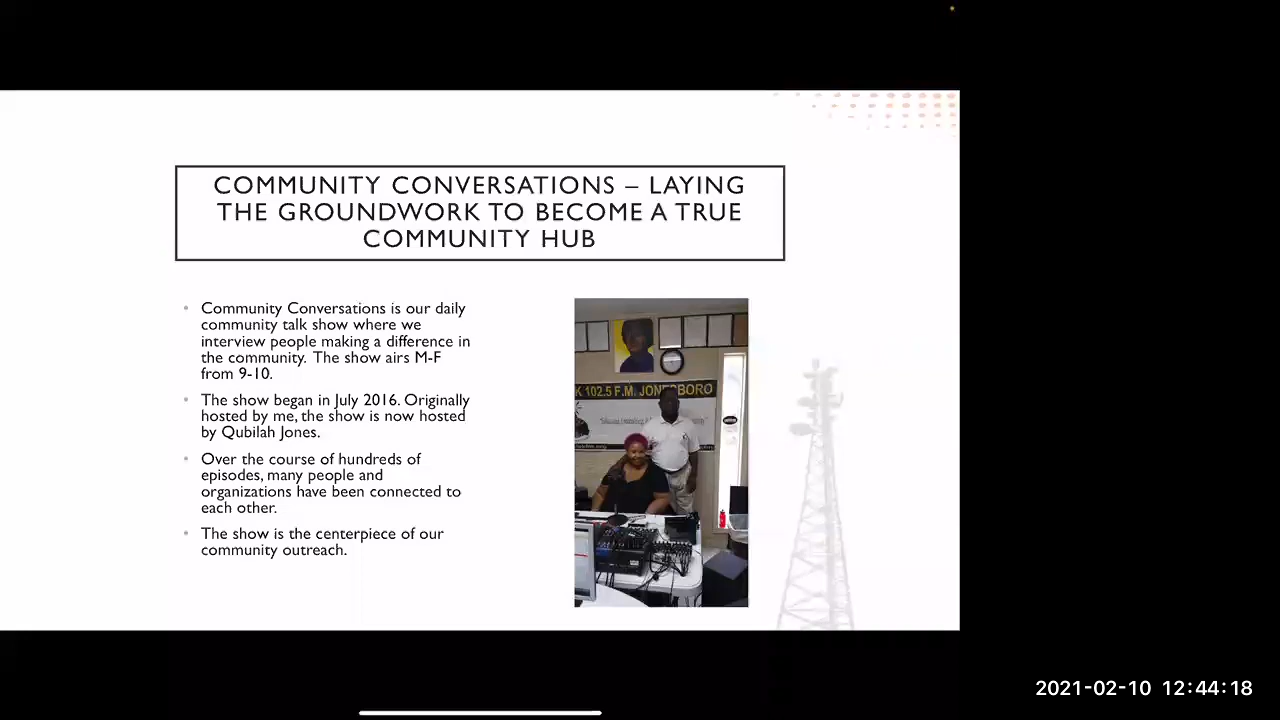 COMMUNITY CONVERSATIONS – LAYING
THE GROUNDWORK TO BECOME A TRUE
COMMUNITY HUB
• Community Conversations is our daily
community talk show where we
interview people making a difference in
the community. The show airs M-F
from 9-10.
• The show began in July 2016. Originally
hosted by me, the show is now hosted
by Qubilah Jones.
• Over the course of hundreds of
episodes, many people and
organizations have been connected to
each other.
• The show is the centerpiece of our
community outreach.
K 102.5 F.M. JONESBORO
2021-02-10 12:44:18